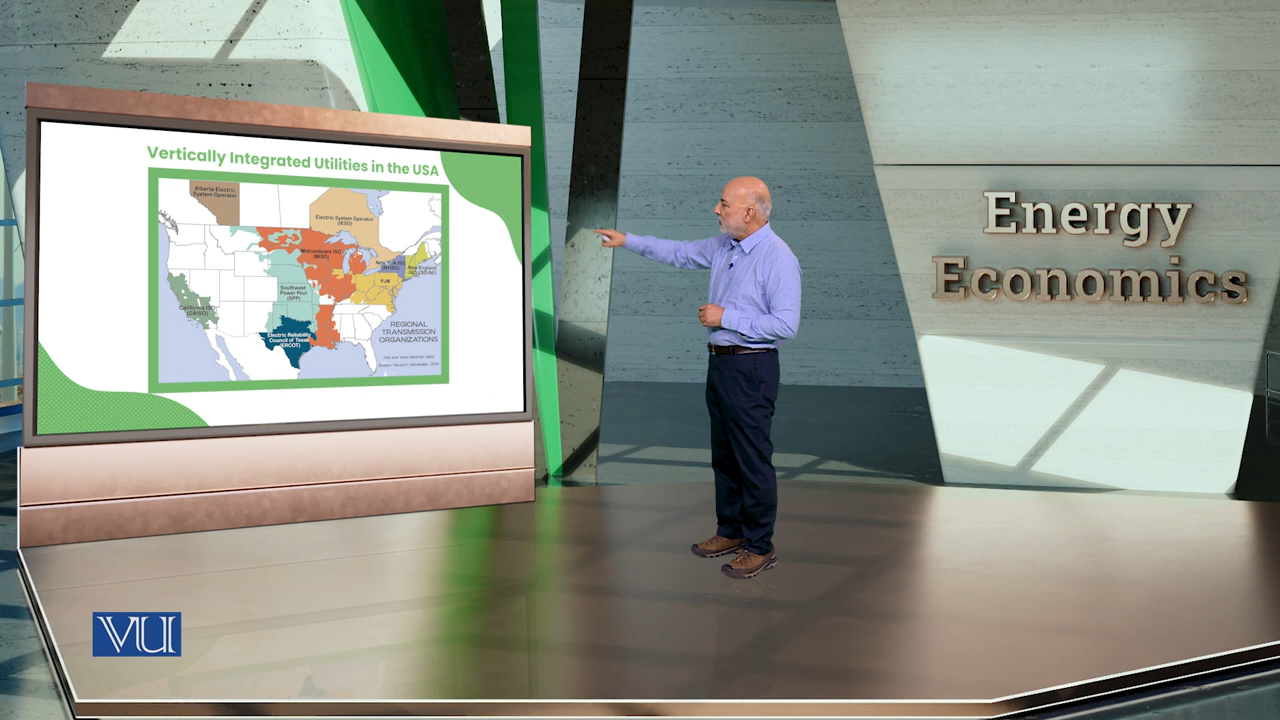 Vertically Integrated Utilities in the USA
Alberta Electric
System Operator
Electric System Operator
(IESO)
Midcontinent ISO
(MISO)
New York ISO
(NYISO)
New England
ISO (ISO-NE)
PJM
Southwest
Power Pool
(SPP)
California ISO
(CAISO)
Electric Reliability
Council of Texas
(ERCOT)
REGIONAL
TRANSMISSION
ORGANIZATIONS
Energy
Economics
VU